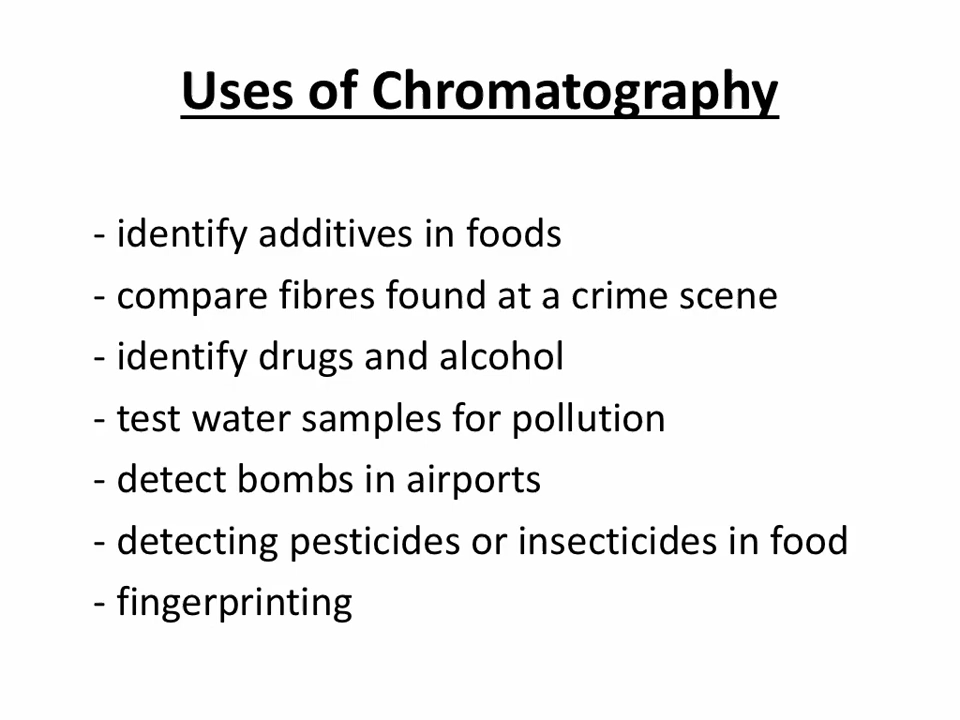 Uses of Chromatography
- identify additives in foods
- compare fibres found at a crime scene
- identify drugs and alcohol
- test water samples for pollution
- detect bombs in airports
- detecting pesticides or insecticides in food
- fingerprinting